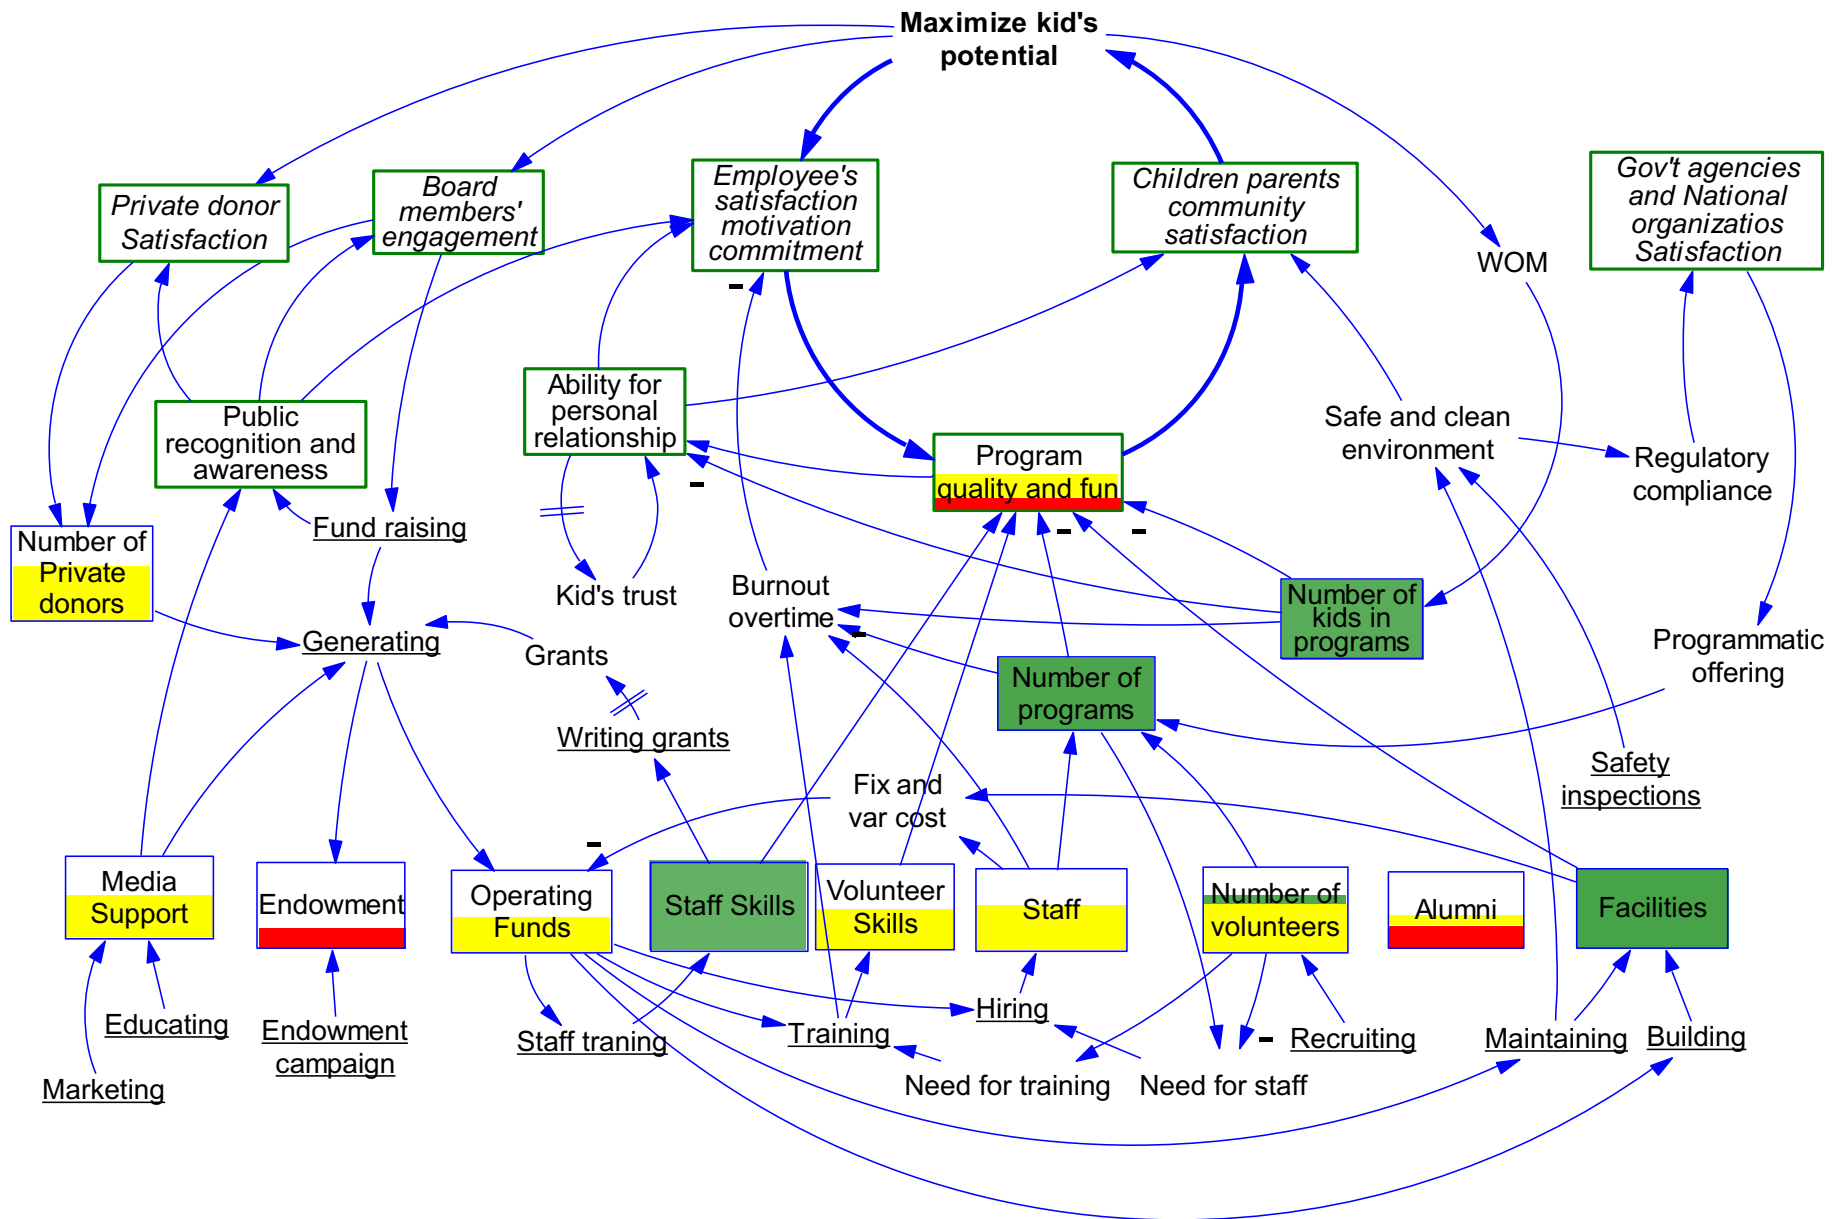 Maximize kid's
potential
Private donor
Satisfaction
Board
members'
engagement
Employee's
satisfaction
motivation
commitment
Children parents
community
satisfaction
Gov't agencies
and National
organizatios
Satisfaction
WOM
Public
recognition and
awareness
Ability for
personal
relationship
Program
quality and fun
Safe and clean
environment
Regulatory
compliance
Number of
Private
donors
Fund raising
Kid's trust
Burnout
overtime
Number of
kids in
programs
Generating
Grants
Programmatic
offering
Number of
programs
Writing grants
Safety
inspections
Fix and
var cost
Media
Support
Endowment
Operating
Funds
Staff Skills
Volunteer
Skills
Staff
Number of
volunteers
Alumni
Facilities
Educating
Endowment
campaign
Marketing
Staff traning
Training
Hiring
Need for training
Need for staff
Recruiting
Maintaining
Building